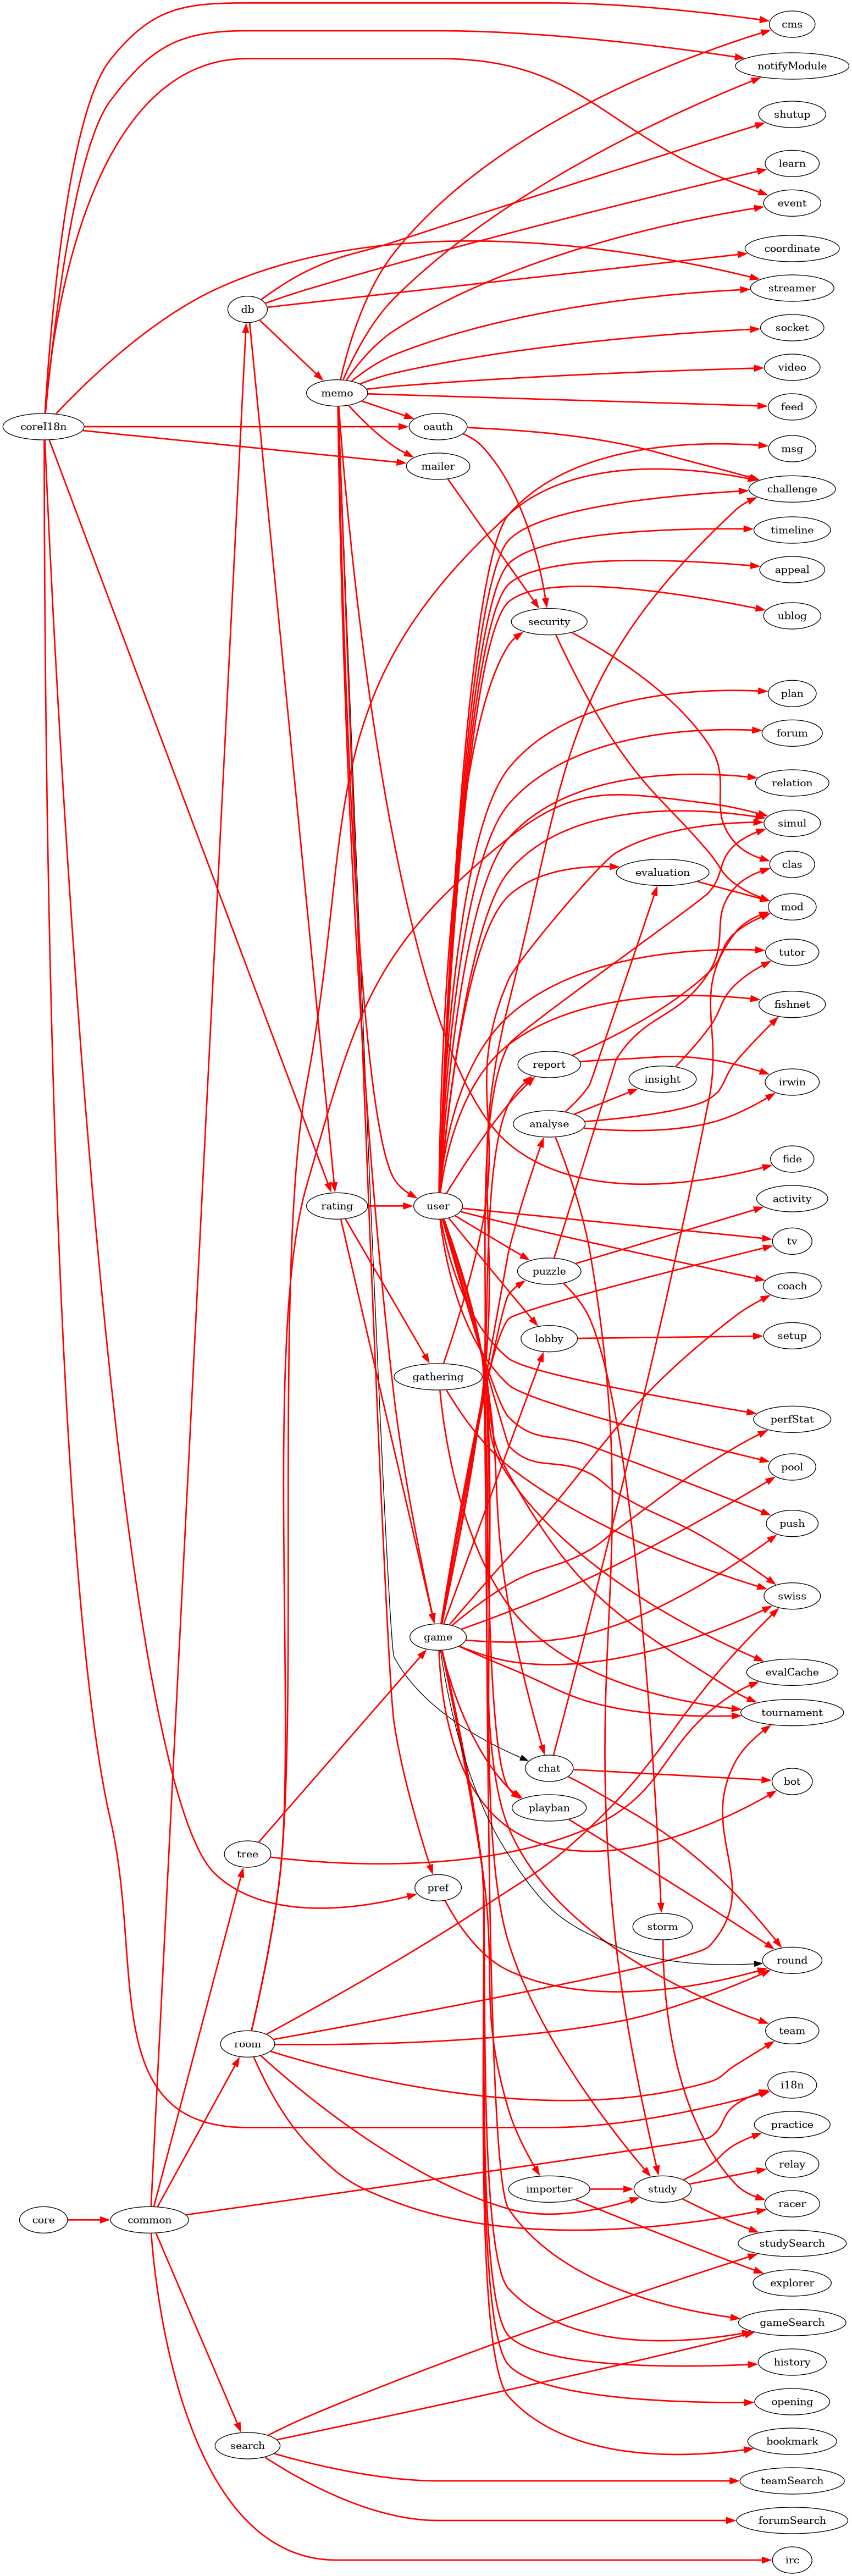 cms
notifyModule
shutup
learn
event
coordinate
db
streamer
socket
video
memo
feed
coreI18n
oauth
msg
mailer
challenge
timeline
appeal
ublog
security
plan
forum
relation
simul
clas
evaluation
mod
tutor
fishnet
report
insight
irwin
analyse
fide
activity
rating
user
tv
puzzle
coach
lobby
setup
gathering
perfStat
pool
push
swiss
game
evalCache
tournament
chat
bot
playban
tree
pref
storm
round
team
room
i18n
practice
relay
importer
study
racer
core
common
studySearch
explorer
gameSearch
history
opening
bookmark
search
teamSearch
forumSearch
irc